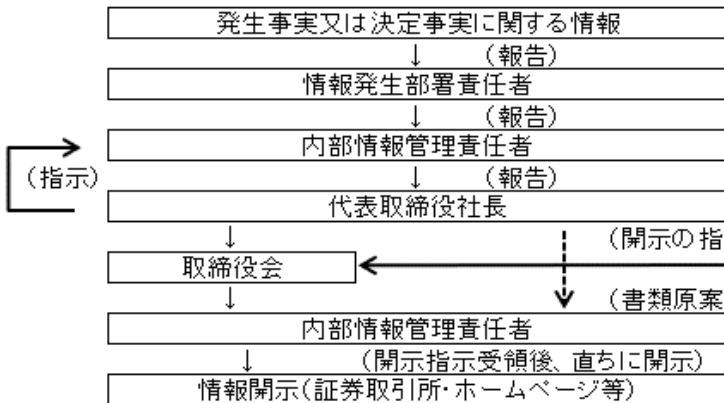 発生事実又は決定事実に関する情報
↓ (報告)
情報発生部署責任者
↓ (報告)
内部情報管理責任者
(指示)
↓ (報告)
代表取締役社長
↓ (開示の指
取締役会
↓ (書類原案
内部情報管理責任者
↓ (開示指示受領後、直ちに開示)
情報開示(証券取引所・ホームページ等)